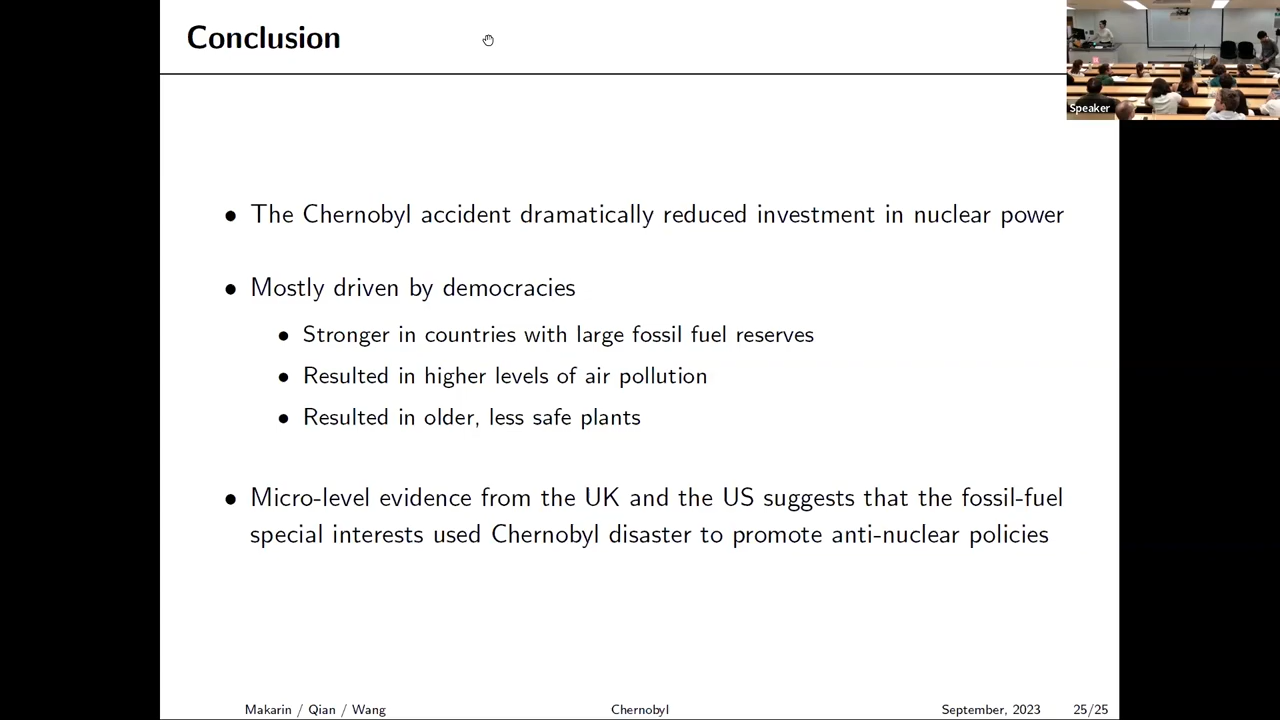 Conclusion
Speaker
• The Chernobyl accident dramatically reduced investment in nuclear power
• Mostly driven by democracies
• Stronger in countries with large fossil fuel reserves
• Resulted in higher levels of air pollution
• Resulted in older, less safe plants
• Micro-level evidence from the UK and the US suggests that the fossil-fuel
special interests used Chernobyl disaster to promote anti-nuclear policies
Makarin / Qian / Wang Chernobyl September, 2023 25/25